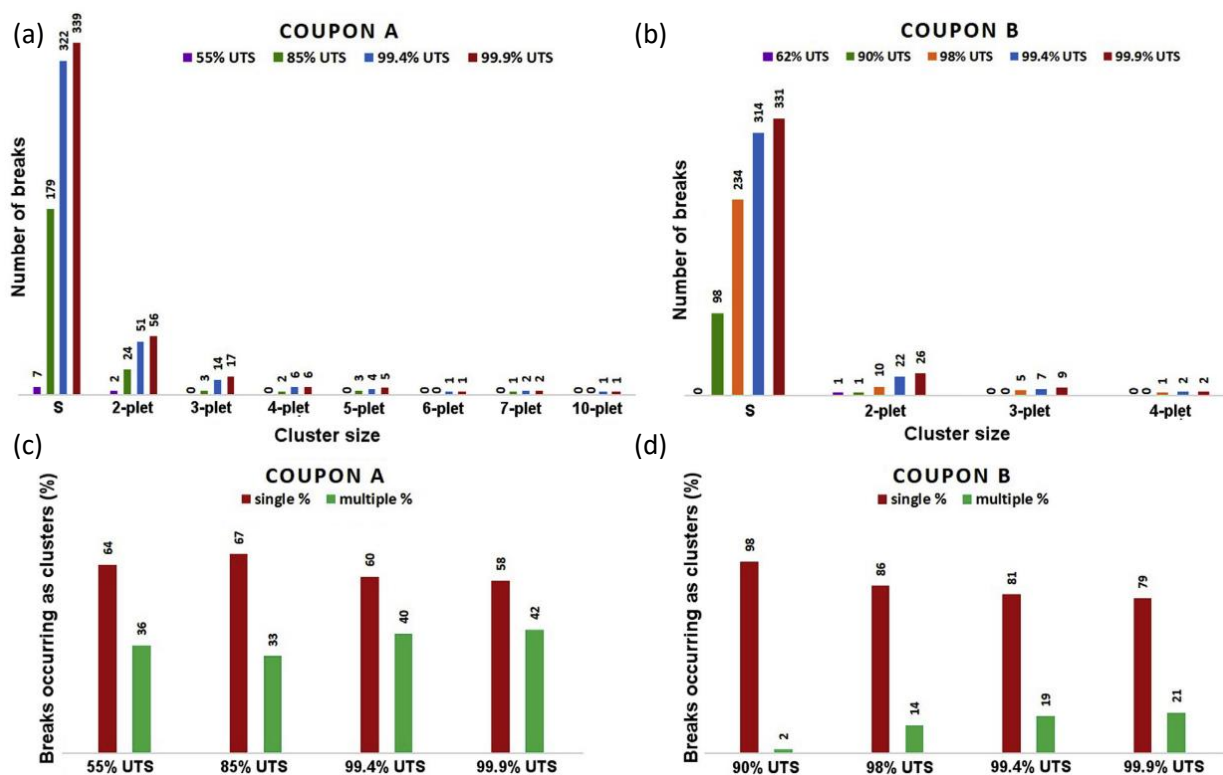 (a)
COUPON A
55% UTS 85% UTS 99.4% UTS 99.9% UTS
Number of breaks
7 179 322 339
2 24 51 56
0 3 14 17
0 2 6 6
0 3 4 5
0 0 1 1
0 1 2 2
0 0 1 1
S 2-plet 3-plet 4-plet 5-plet 6-plet 7-plet 10-plet
Cluster size
(b)
COUPON B
62% UTS 90% UTS 98% UTS 99.4% UTS 99.9% UTS
Number of breaks
0 98 234 314 331
1 1 10 22 26
0 0 5 7 9
0 0 1 2 2
S 2-plet 3-plet 4-plet
Cluster size
(c)
COUPON A
single % multiple %
Breaks occurring as clusters (%)
64 36 67 33 60 40 58 42
55% UTS 85% UTS 99.4% UTS 99.9% UTS
(d)
COUPON B
single % multiple %
Breaks occurring as clusters (%)
98 2 86 14 81 19 79 21
90% UTS 98% UTS 99.4% UTS 99.9% UTS